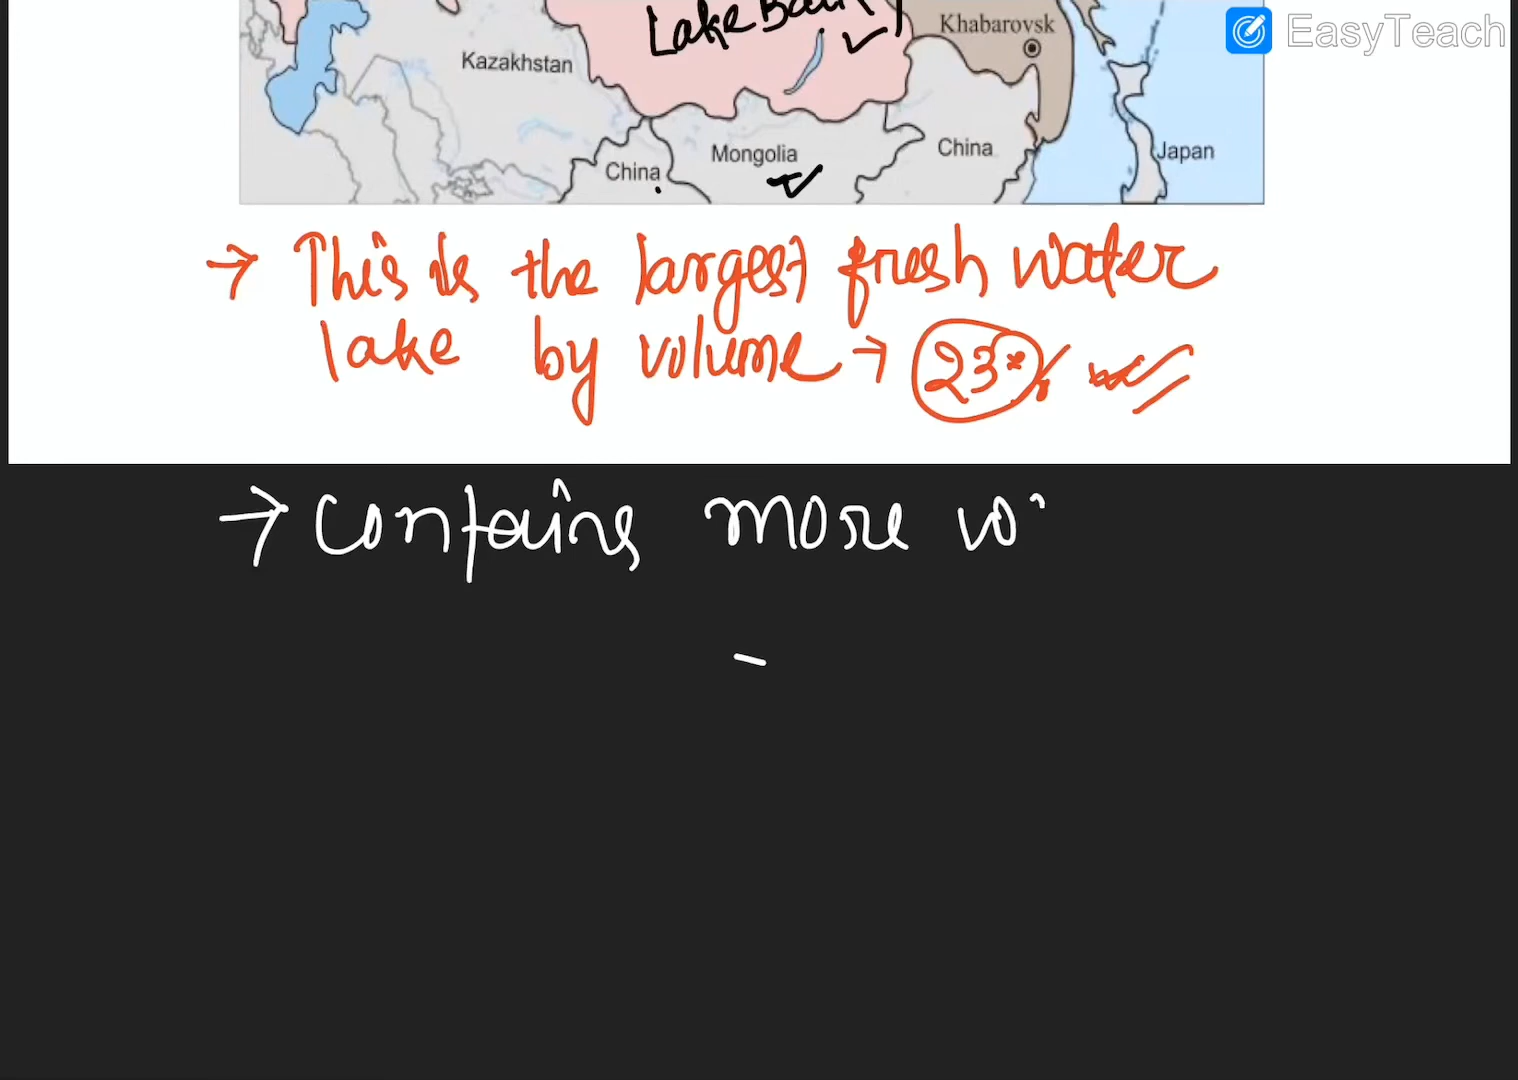 Lake Baikal
Khabarovsk
EasyTeach
Kazakhstan
China
Mongolia
China
Japan
→ This is the largest fresh water
lake by volume → 23%
→ contains more